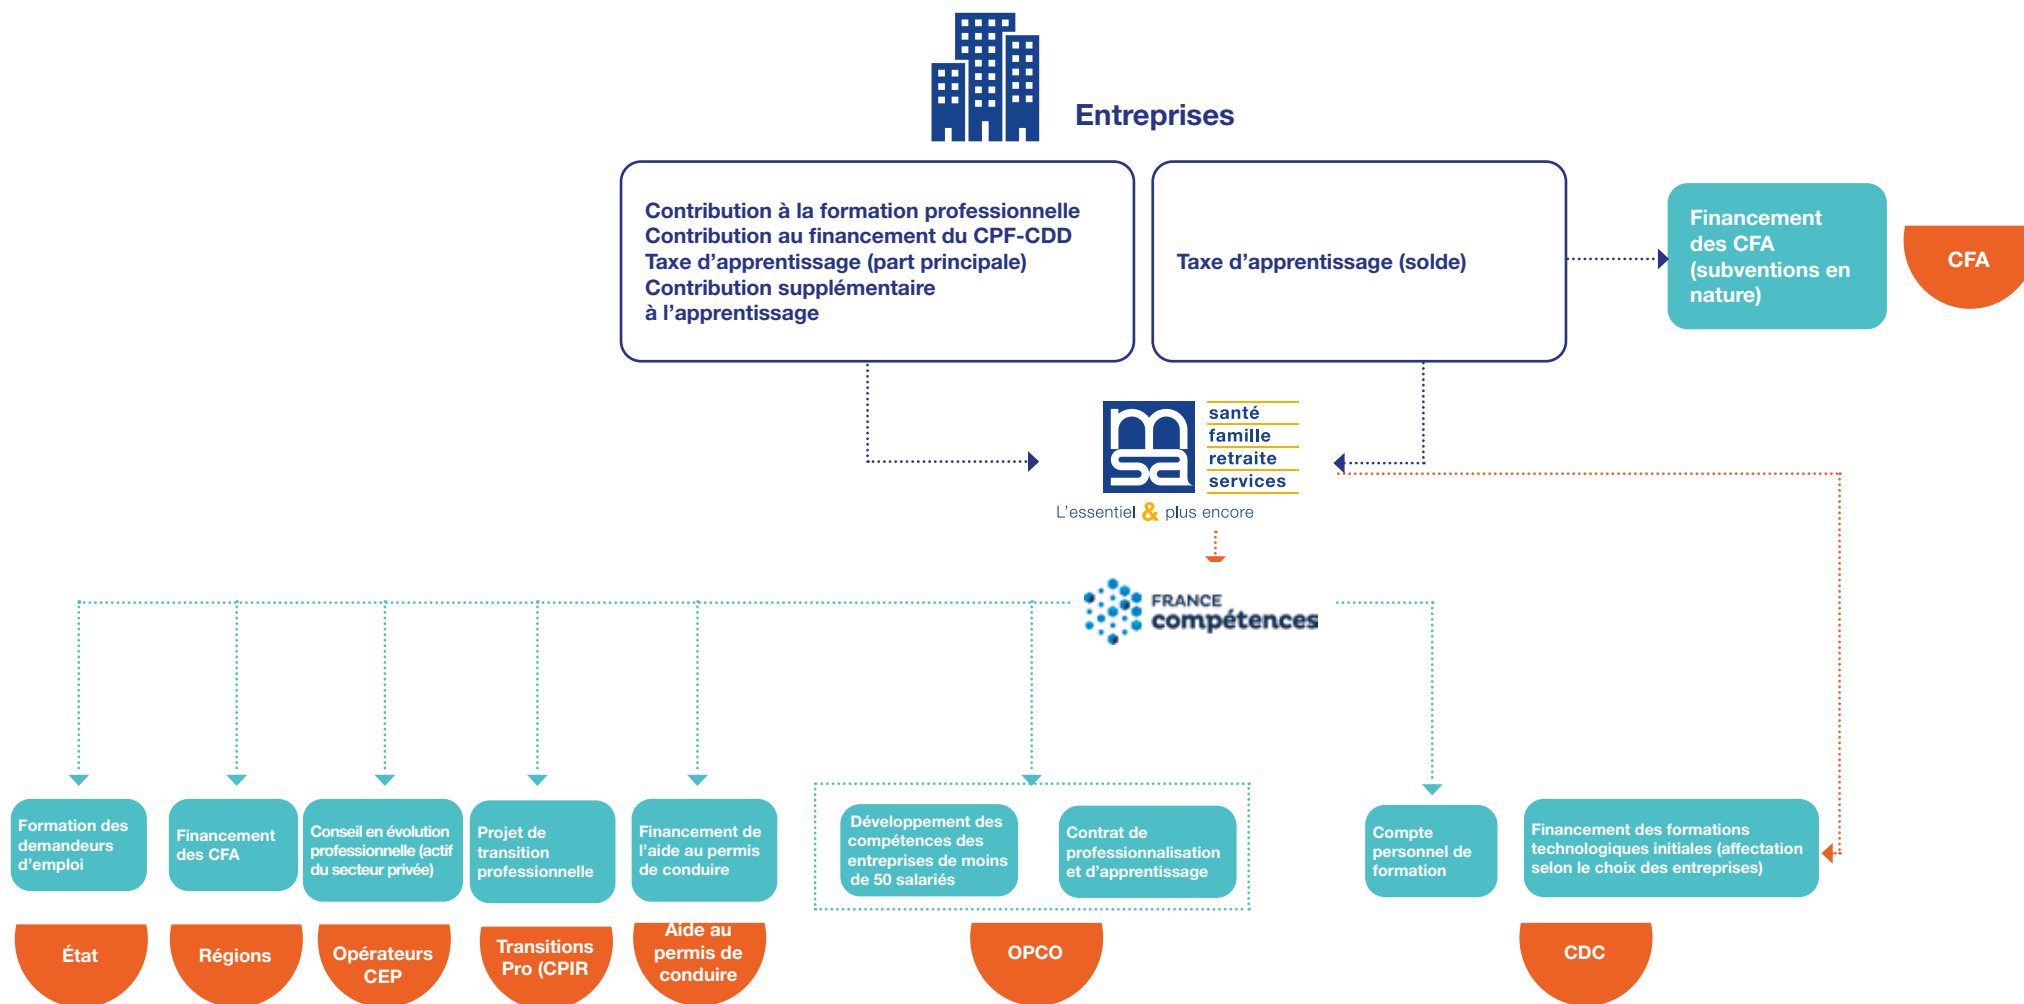 Entreprises
Contribution à la formation professionnelle
Contribution au financement du CPF-CDD
Taxe d'apprentissage (part principale)
Contribution supplémentaire
à l'apprentissage
Taxe d'apprentissage (solde)
Financement
des CFA
(subventions en
nature)
CFA
msa
santé
famille
retraite
services
L'essentiel & plus encore
FRANCE
compétences
Formation des
demandeurs
d'emploi
Financement
des CFA
Conseil en évolution
professionnelle (actif
du secteur privée)
Projet de
transition
professionnelle
Financement de
l'aide au permis
de conduire
Développement des
compétences des
entreprises de moins
de 50 salariés
Contrat de
professionnalisation
et d'apprentissage
Compte
personnel de
formation
Financement des formations
technologiques initiales (affectation
selon le choix des entreprises)
État
Régions
Opérateurs
CEP
Transitions
Pro (CPIR
Aide au
permis de
conduire
OPCO
CDC